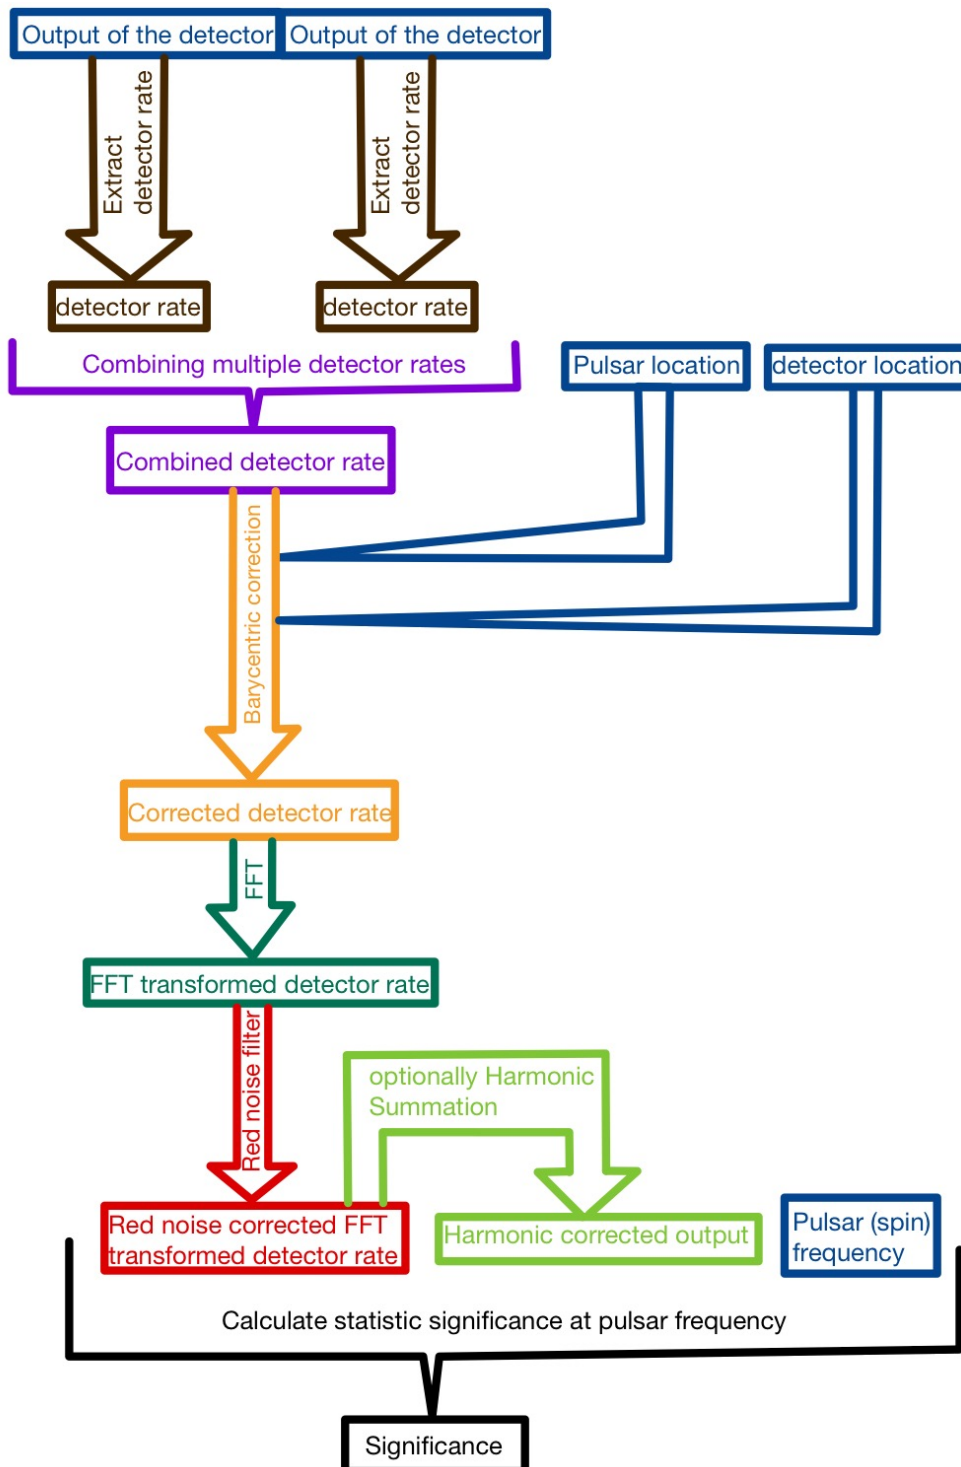 Output of the detector
Output of the detector
Extract
detector rate
Extract
detector rate
detector rate
detector rate
Combining multiple detector rates
Pulsar location
detector location
Combined detector rate
Barycentric correction
Corrected detector rate
FFT
FFT transformed detector rate
Red noise filter
optionally Harmonic
Summation
Red noise corrected FFT
transformed detector rate
Harmonic corrected output
Pulsar (spin)
frequency
Calculate statistic significance at pulsar frequency
Significance